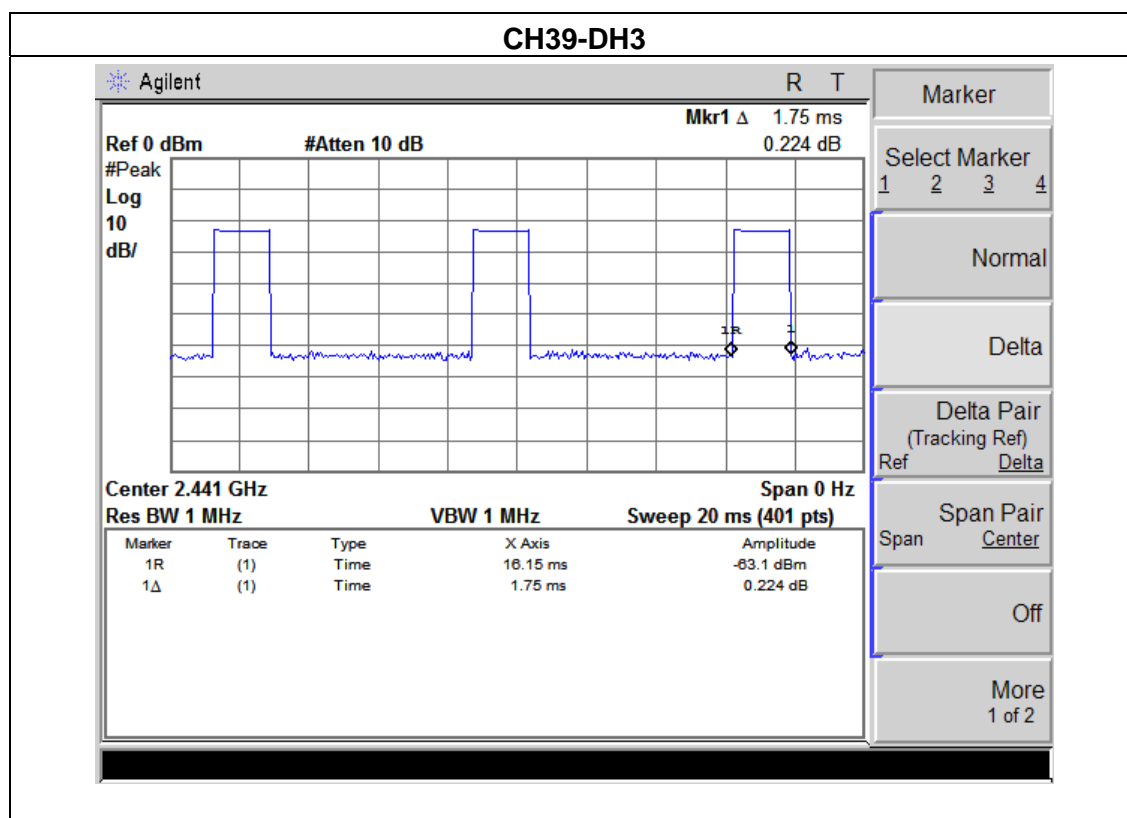 CH39-DH3
Agilent R T
Mkr1 Δ 1.75 ms
Ref 0 dBm #Atten 10 dB 0.224 dB
#Peak
Log
10
dB/
1R 1
Center 2.441 GHz Span 0 Hz
Res BW 1 MHz VBW 1 MHz Sweep 20 ms (401 pts)
Marker Trace Type X Axis Amplitude
1R (1) Time 16.15 ms -63.1 dBm
1Δ (1) Time 1.75 ms 0.224 dB
Marker
Select Marker
1 2 3 4
Normal
Delta
Delta Pair
(Tracking Ref)
Ref Delta
Span Pair
Span Center
Off
More
1 of 2